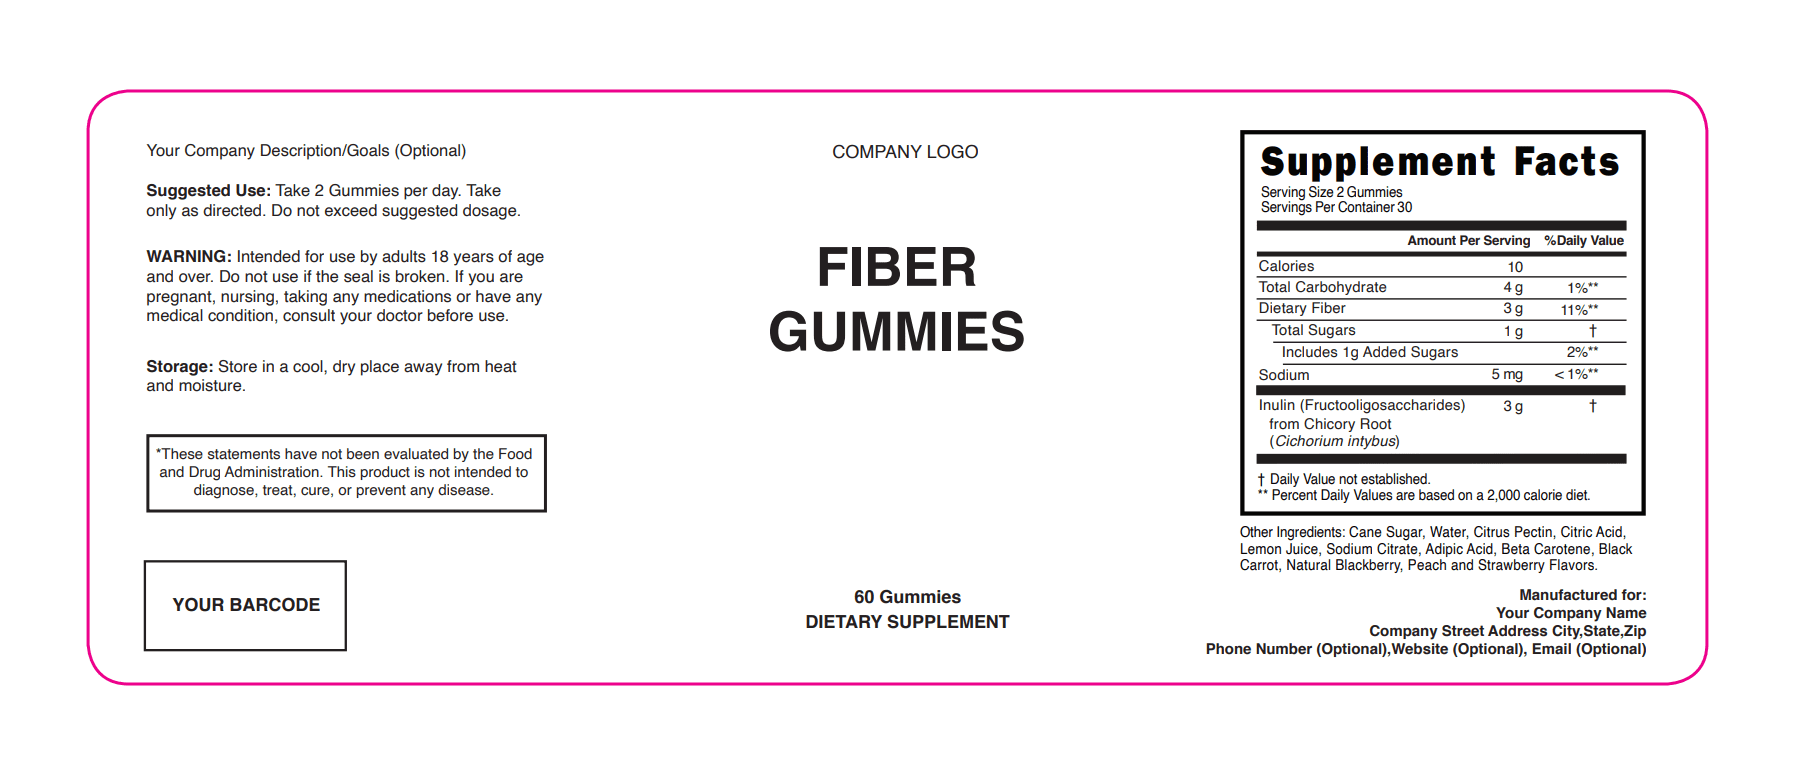 Your Company Description/Goals (Optional)
Suggested Use: Take 2 Gummies per day. Take
only as directed. Do not exceed suggested dosage.
WARNING: Intended for use by adults 18 years of age
and over. Do not use if the seal is broken. If you are
pregnant, nursing, taking any medications or have any
medical condition, consult your doctor before use.
Storage: Store in a cool, dry place away from heat
and moisture.
*These statements have not been evaluated by the Food
and Drug Administration. This product is not intended to
diagnose, treat, cure, or prevent any disease.
YOUR BARCODE
COMPANY LOGO
FIBER
GUMMIES
60 Gummies
DIETARY SUPPLEMENT
Supplement Facts
Serving Size 2 Gummies
Servings Per Container 30
Amount Per Serving %Daily Value
Calories 10
Total Carbohydrate 4 g 1%**
Dietary Fiber 3 g 11%**
Total Sugars 1 g †
Includes 1g Added Sugars 2%**
Sodium 5 mg < 1%**
Inulin (Fructooligosaccharides) 3 g †
from Chicory Root
(Cichorium intybus)
† Daily Value not established.
** Percent Daily Values are based on a 2,000 calorie diet.
Other Ingredients: Cane Sugar, Water, Citrus Pectin, Citric Acid,
Lemon Juice, Sodium Citrate, Adipic Acid, Beta Carotene, Black
Carrot, Natural Blackberry, Peach and Strawberry Flavors.
Manufactured for:
Your Company Name
Company Street Address City,State,Zip
Phone Number (Optional),Website (Optional), Email (Optional)